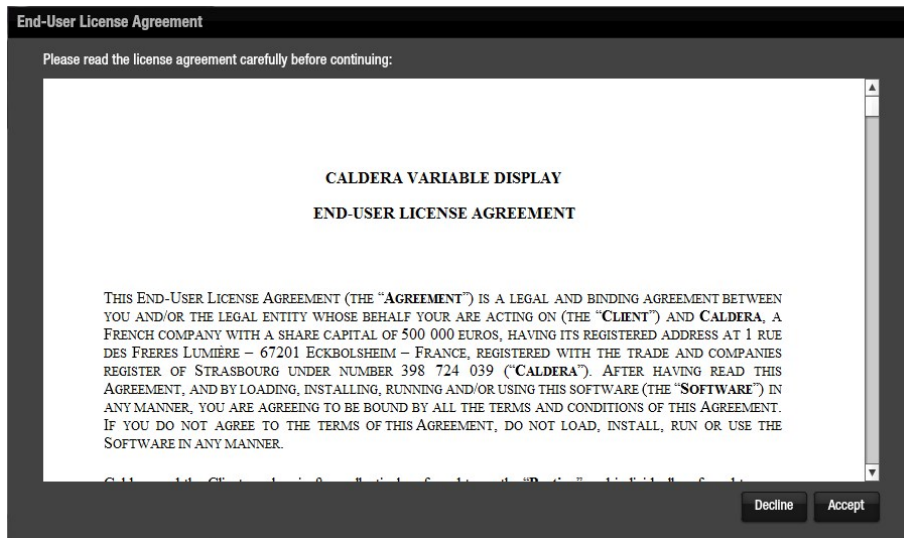 End-User License Agreement
Please read the license agreement carefully before continuing:
CALDERA VARIABLE DISPLAY
END-USER LICENSE AGREEMENT
THIS END-USER LICENSE AGREEMENT (THE “AGREEMENT”) IS A LEGAL AND BINDING AGREEMENT BETWEEN
YOU AND/OR THE LEGAL ENTITY WHOSE BEHALF YOUR ARE ACTING ON (THE “CLIENT”) AND CALDERA, A
FRENCH COMPANY WITH A SHARE CAPITAL OF 500 000 EUROS, HAVING ITS REGISTERED ADDRESS AT 1 RUE
DES FRERES LUMIÈRE – 67201 ECKBOLSHEIM – FRANCE, REGISTERED WITH THE TRADE AND COMPANIES
REGISTER OF STRASBOURG UNDER NUMBER 398 724 039 (“CALDERA”). AFTER HAVING READ THIS
AGREEMENT, AND BY LOADING, INSTALLING, RUNNING AND/OR USING THIS SOFTWARE (THE “SOFTWARE”) IN
ANY MANNER, YOU ARE AGREEING TO BE BOUND BY ALL THE TERMS AND CONDITIONS OF THIS AGREEMENT.
IF YOU DO NOT AGREE TO THE TERMS OF THIS AGREEMENT, DO NOT LOAD, INSTALL, RUN OR USE THE
SOFTWARE IN ANY MANNER.
Decline Accept